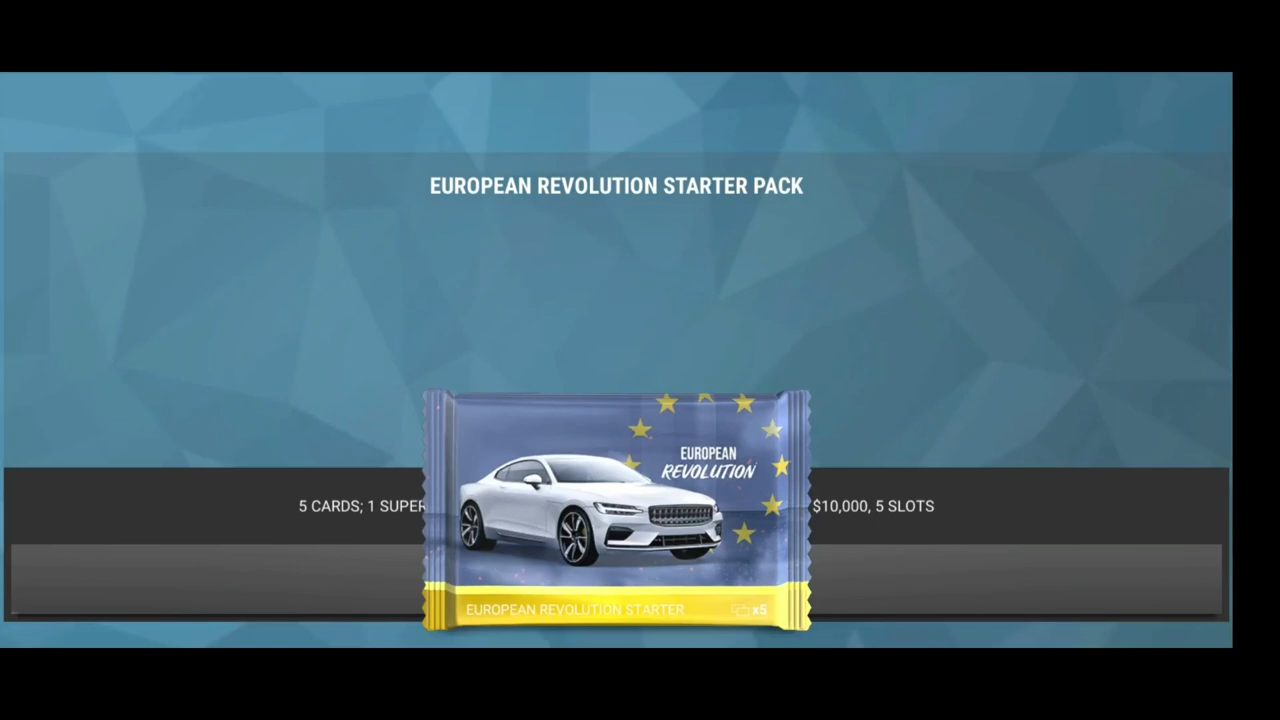 EUROPEAN REVOLUTION STARTER PACK
EUROPEAN
REVOLUTION
5 CARDS; 1 SUPER
$10,000, 5 SLOTS
EUROPEAN REVOLUTION STARTER
x5